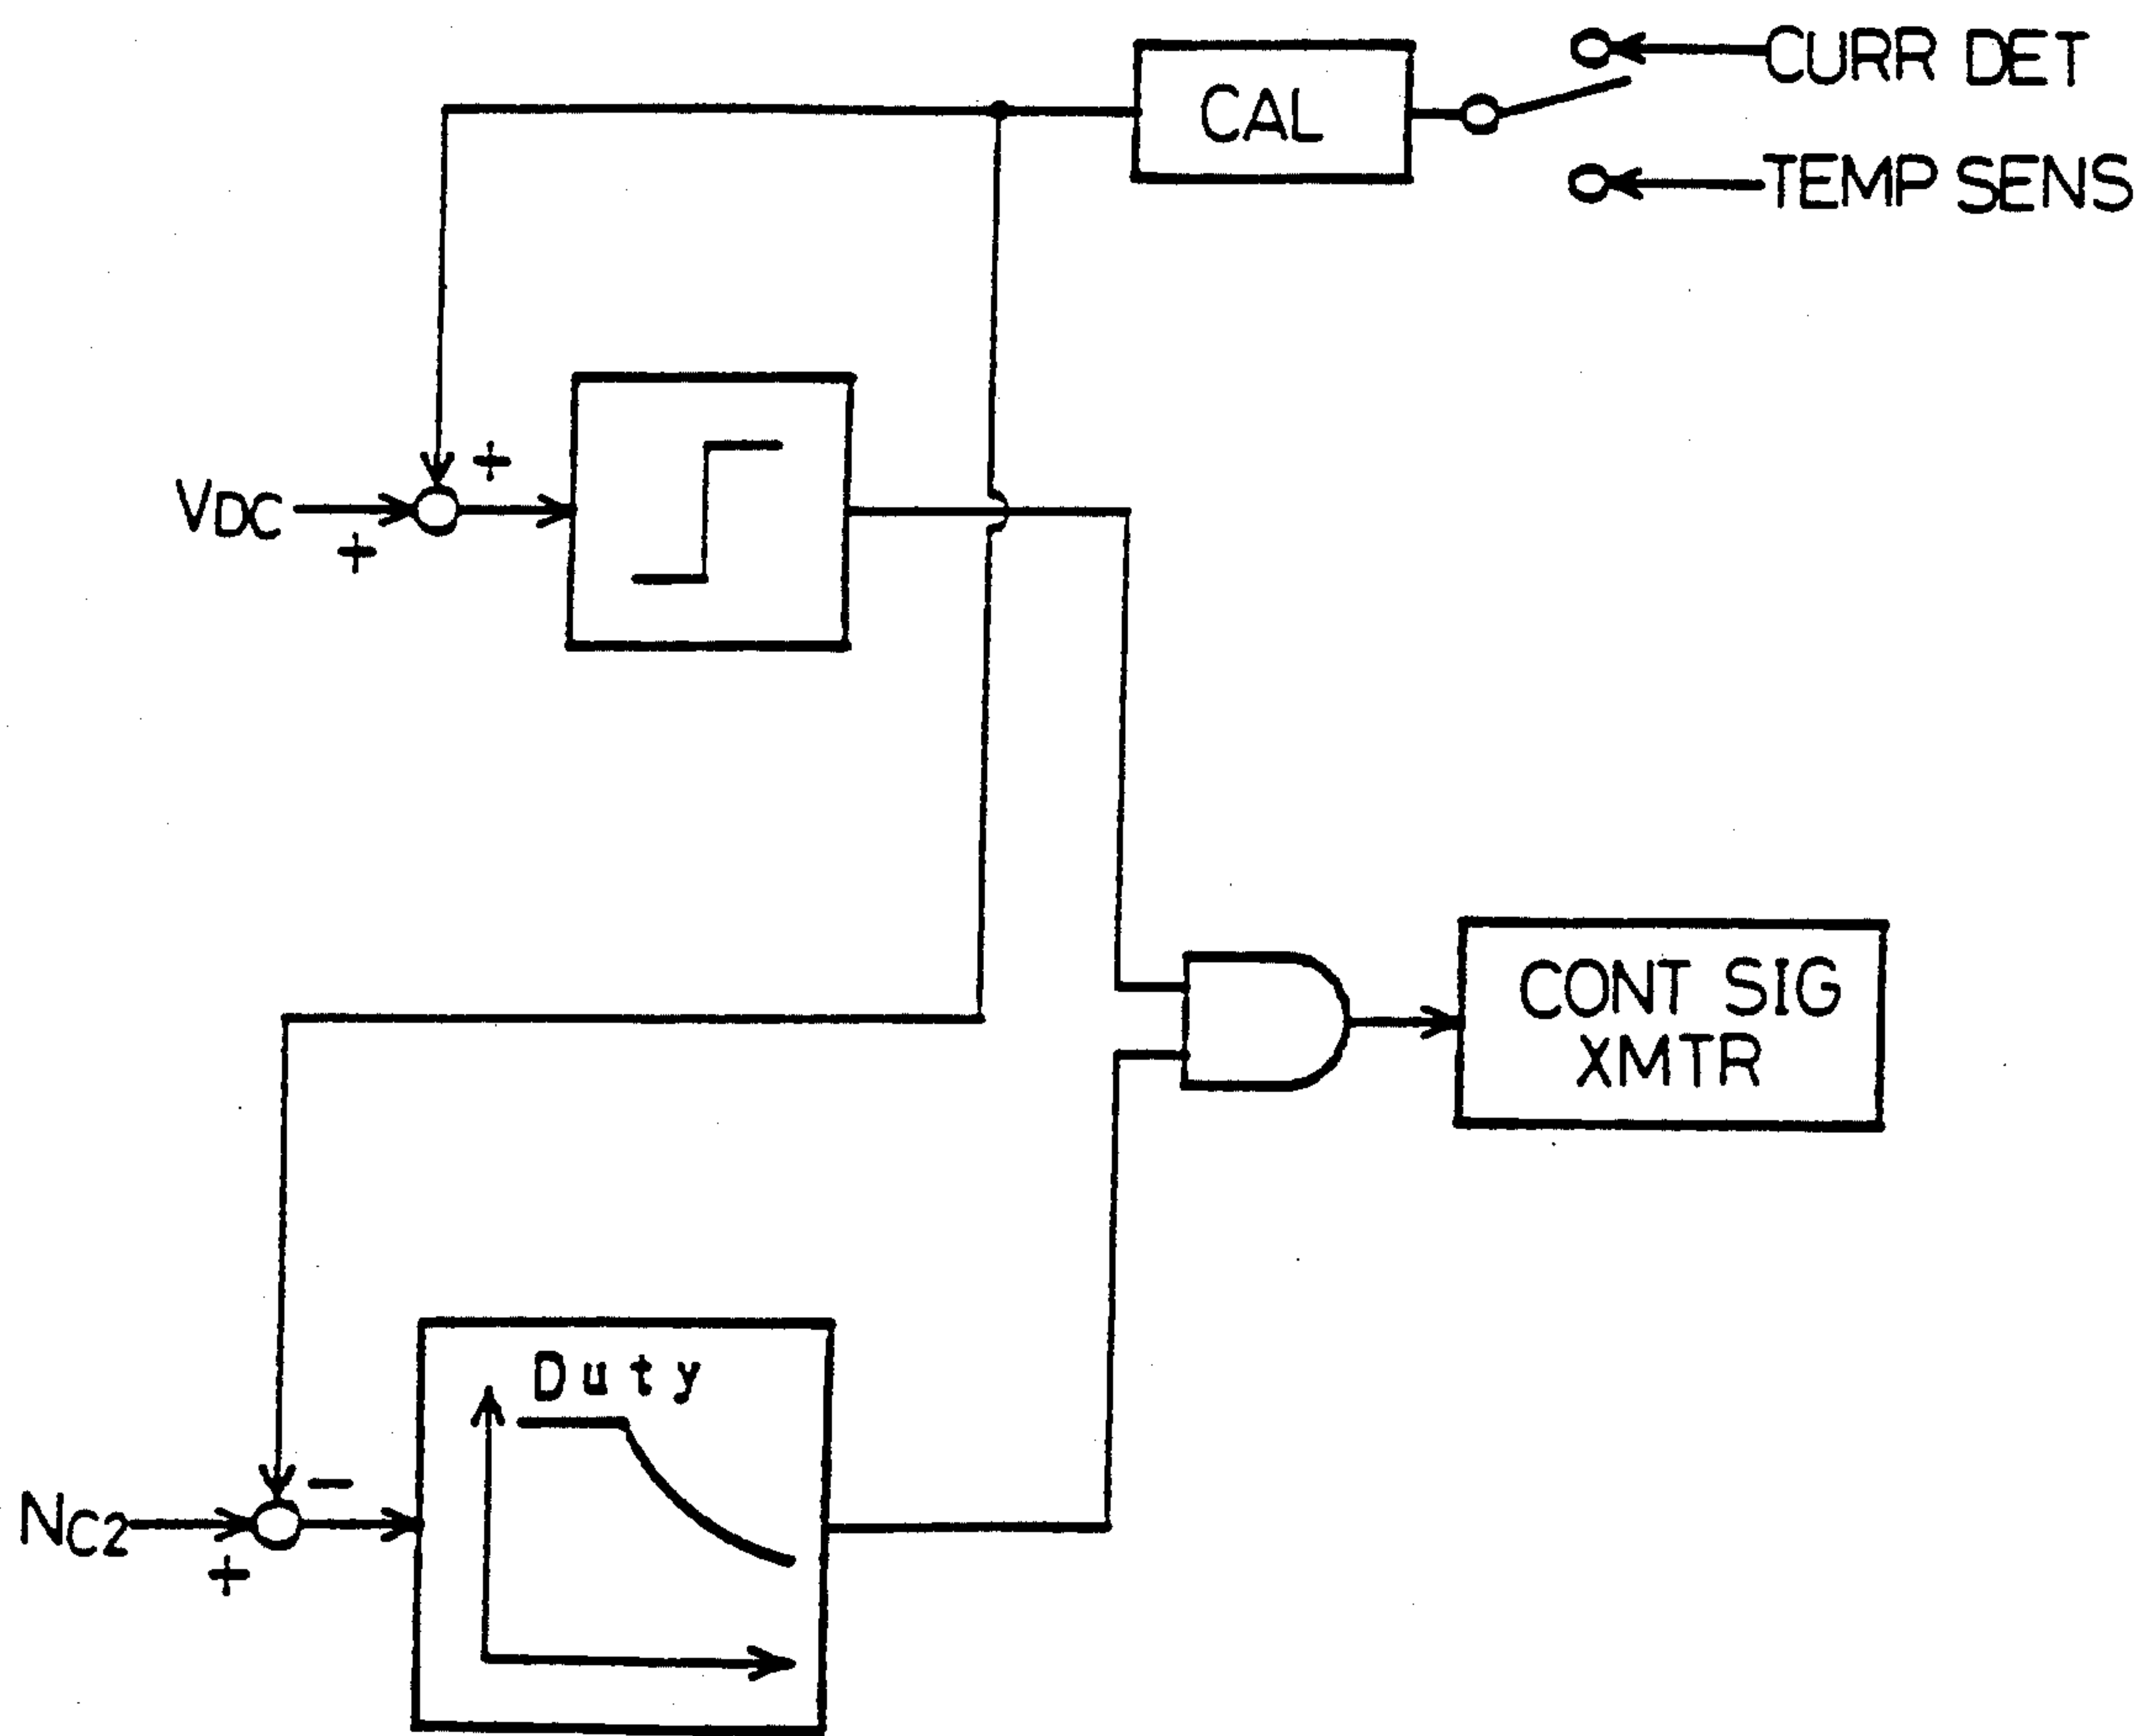 CURR DET
CAL
TEMP SENS
+
VDC
+
CONT SIG
XMTR
Duty
−
NC2
+